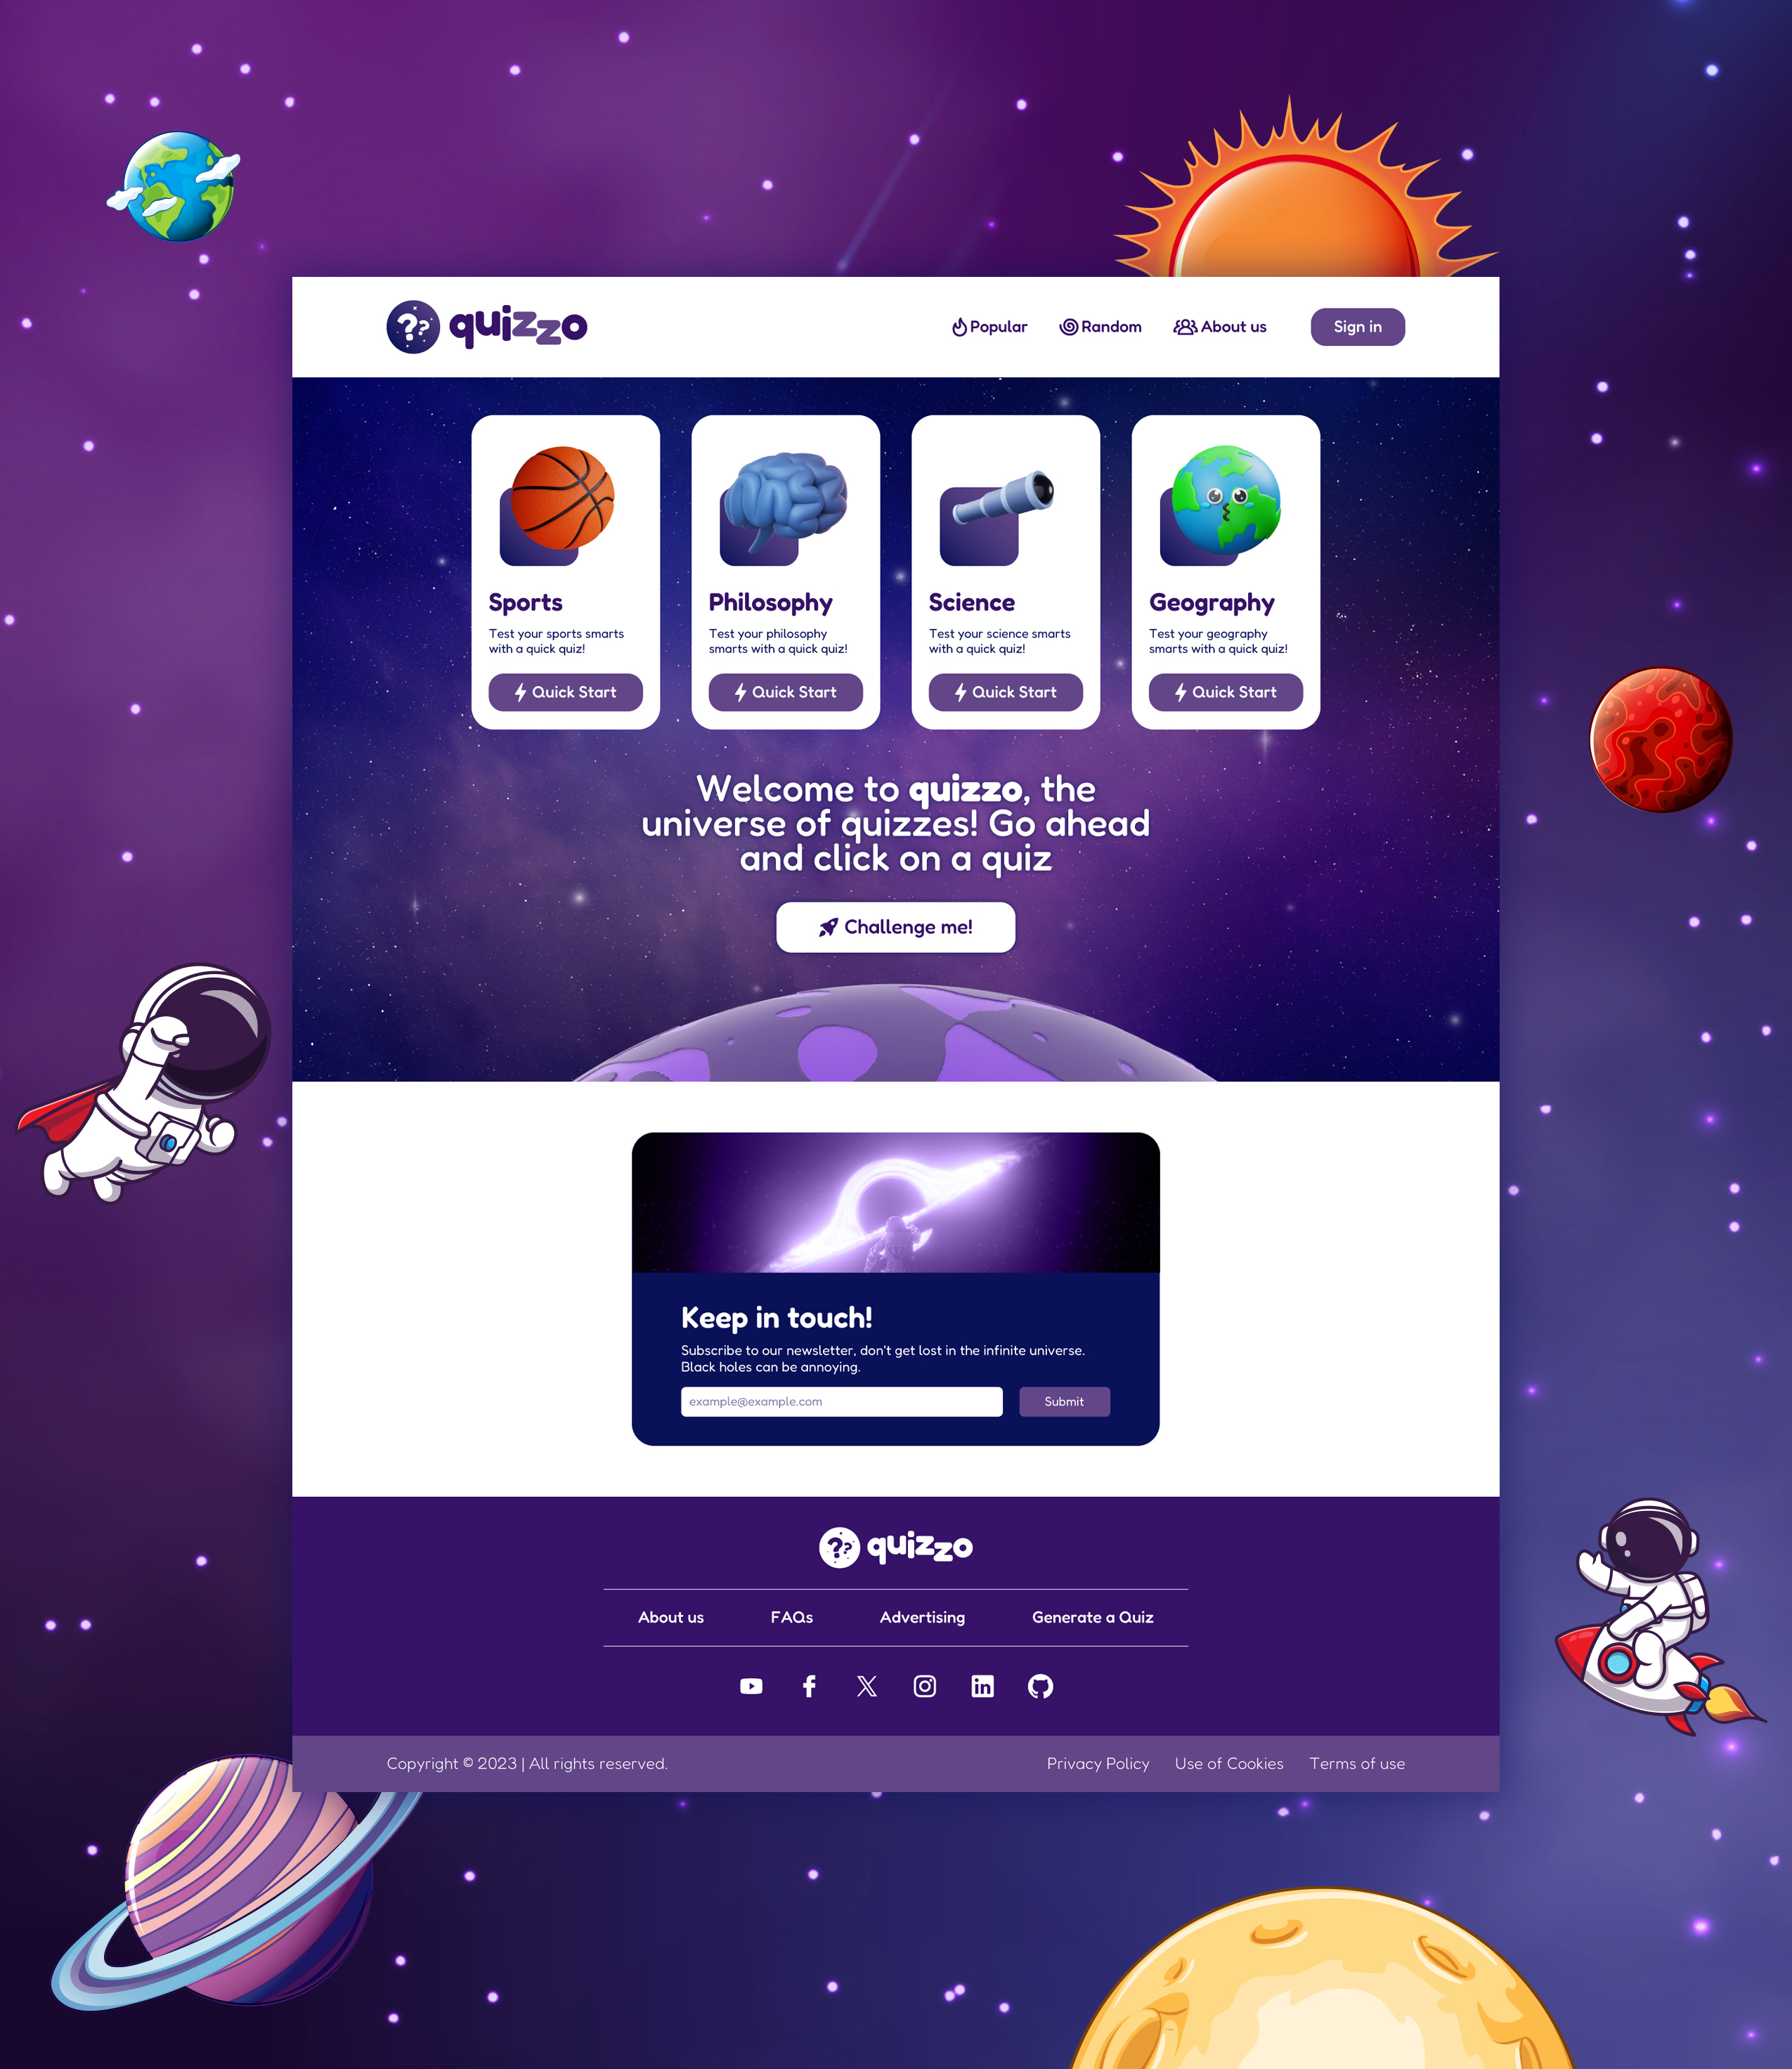 quizzo
Popular
Random
About us
Sign in
Sports
Test your sports smarts
with a quick quiz!
Quick Start
Philosophy
Test your philosophy
smarts with a quick quiz!
Quick Start
Science
Test your science smarts
with a quick quiz!
Quick Start
Geography
Test your geography
smarts with a quick quiz!
Quick Start
Welcome to quizzo, the
universe of quizzes! Go ahead
and click on a quiz
Challenge me!
Keep in touch!
Subscribe to our newsletter, don't get lost in the infinite universe.
Black holes can be annoying.
example@example.com
Submit
quizzo
About us
FAQs
Advertising
Generate a Quiz
Copyright © 2023 | All rights reserved.
Privacy Policy
Use of Cookies
Terms of use